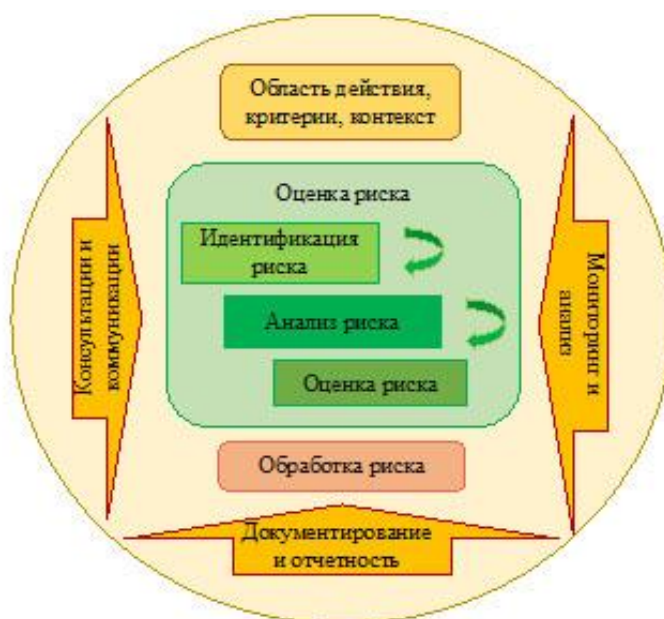 Область действия,
критерии, контекст
Оценка риска
Идентификация
риска
Анализ риска
Оценка риска
Обработка риска
Консультации и
коммуникации
Мониторинг и
анализ
Документирование
и отчетность